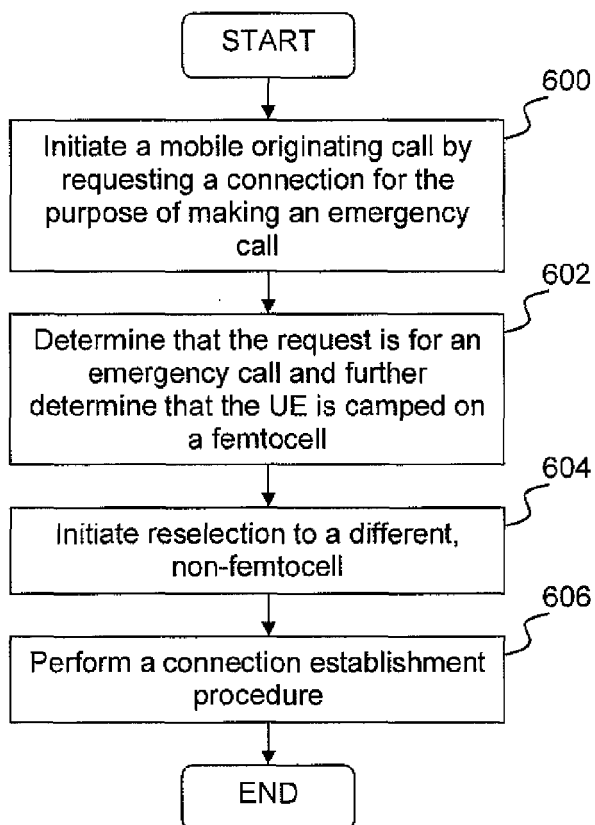 START
600
Initiate a mobile originating call by
requesting a connection for the
purpose of making an emergency
call
602
Determine that the request is for an
emergency call and further
determine that the UE is camped on
a femtocell
604
Initiate reselection to a different,
non-femtocell
606
Perform a connection establishment
procedure
END